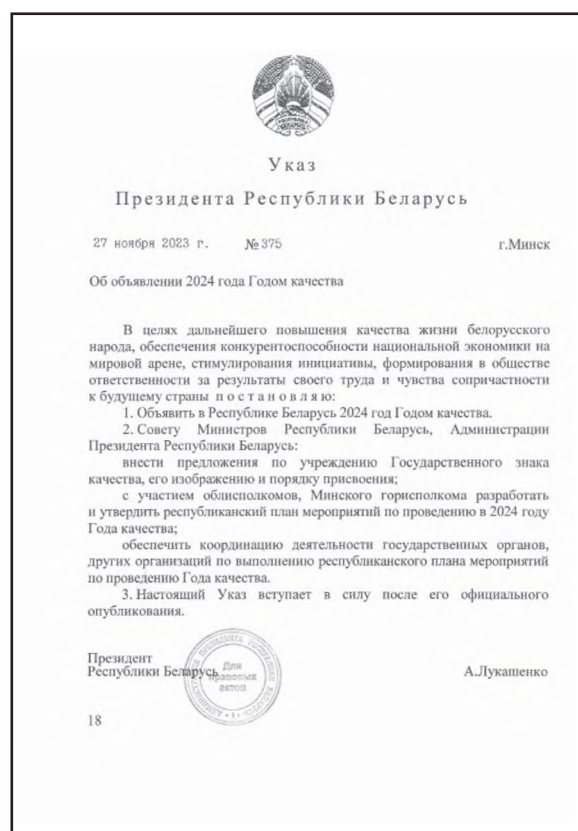 Указ
Президента Республики Беларусь
27 ноября 2023 г. № 375 г.Минск
Об объявлении 2024 года Годом качества
В целях дальнейшего повышения качества жизни белорусского
народа, обеспечения конкурентоспособности национальной экономики на
мировой арене, стимулирования инициативы, формирования в обществе
ответственности за результаты своего труда и чувства сопричастности
к будущему страны п о с т а н о в л я ю:
1. Объявить в Республике Беларусь 2024 год Годом качества.
2. Совету Министров Республики Беларусь, Администрации
Президента Республики Беларусь:
внести предложения по учреждению Государственного знака
качества, его изображению и порядку присвоения;
с участием облисполкомов, Минского горисполкома разработать
и утвердить республиканский план мероприятий по проведению в 2024 году
Года качества;
обеспечить координацию деятельности государственных органов,
других организаций по выполнению республиканского плана мероприятий
по проведению Года качества.
3. Настоящий Указ вступает в силу после его официального
опубликования.
Президент
Республики Беларусь А.Лукашенко
Для
правовых
актов
18